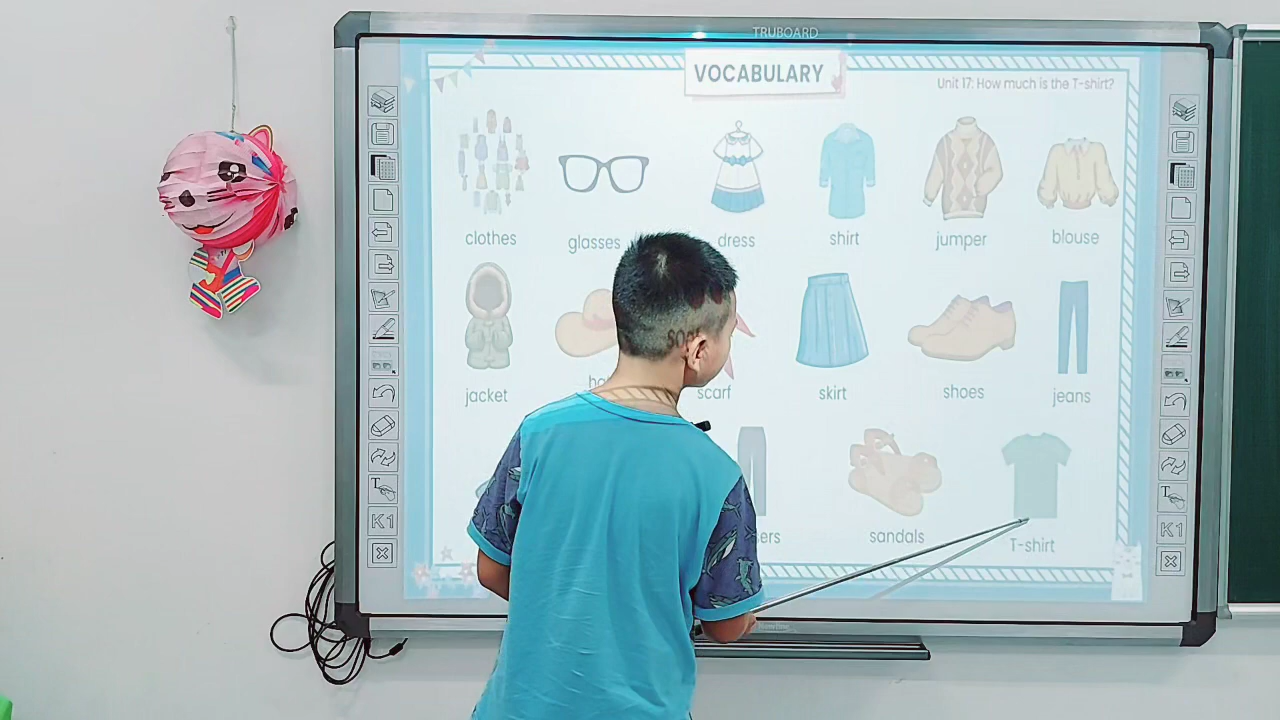 TRUBOARD
VOCABULARY
Unit 17: How much is the T-shirt?
clothes glasses dress shirt jumper blouse
jacket scarf skirt shoes jeans
sandals T-shirt
K1 K1